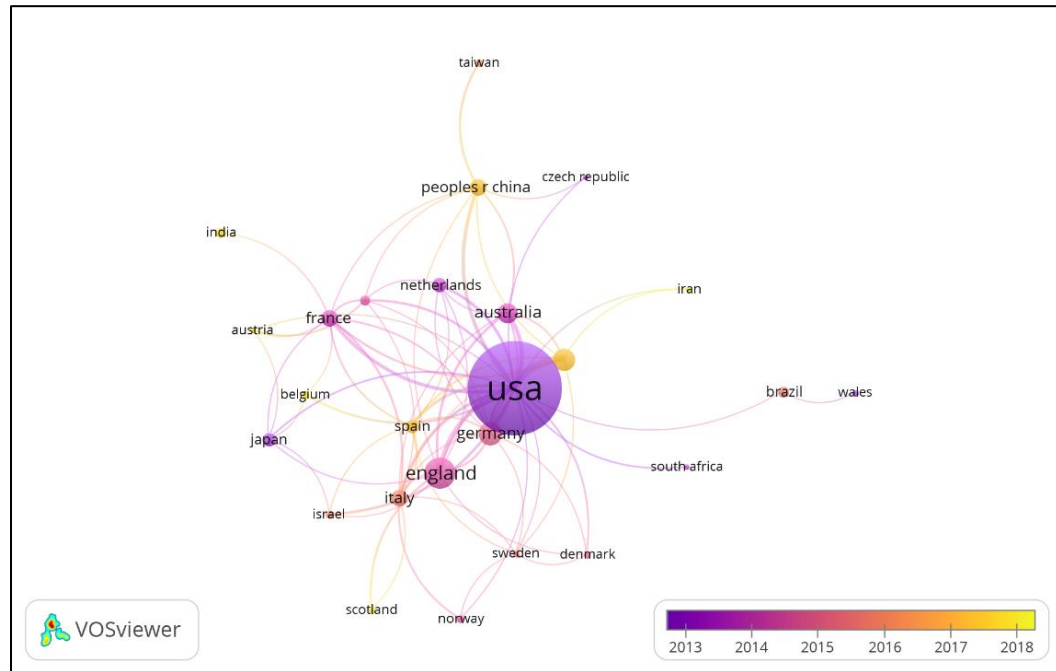 taiwan
czech republic
peoples r china
india
netherlands
iran
australia
france
austria
usa
brazil
wales
belgium
spain
germany
japan
south africa
england
italy
israel
sweden
denmark
scotland
norway
VOSviewer
2013 2014 2015 2016 2017 2018